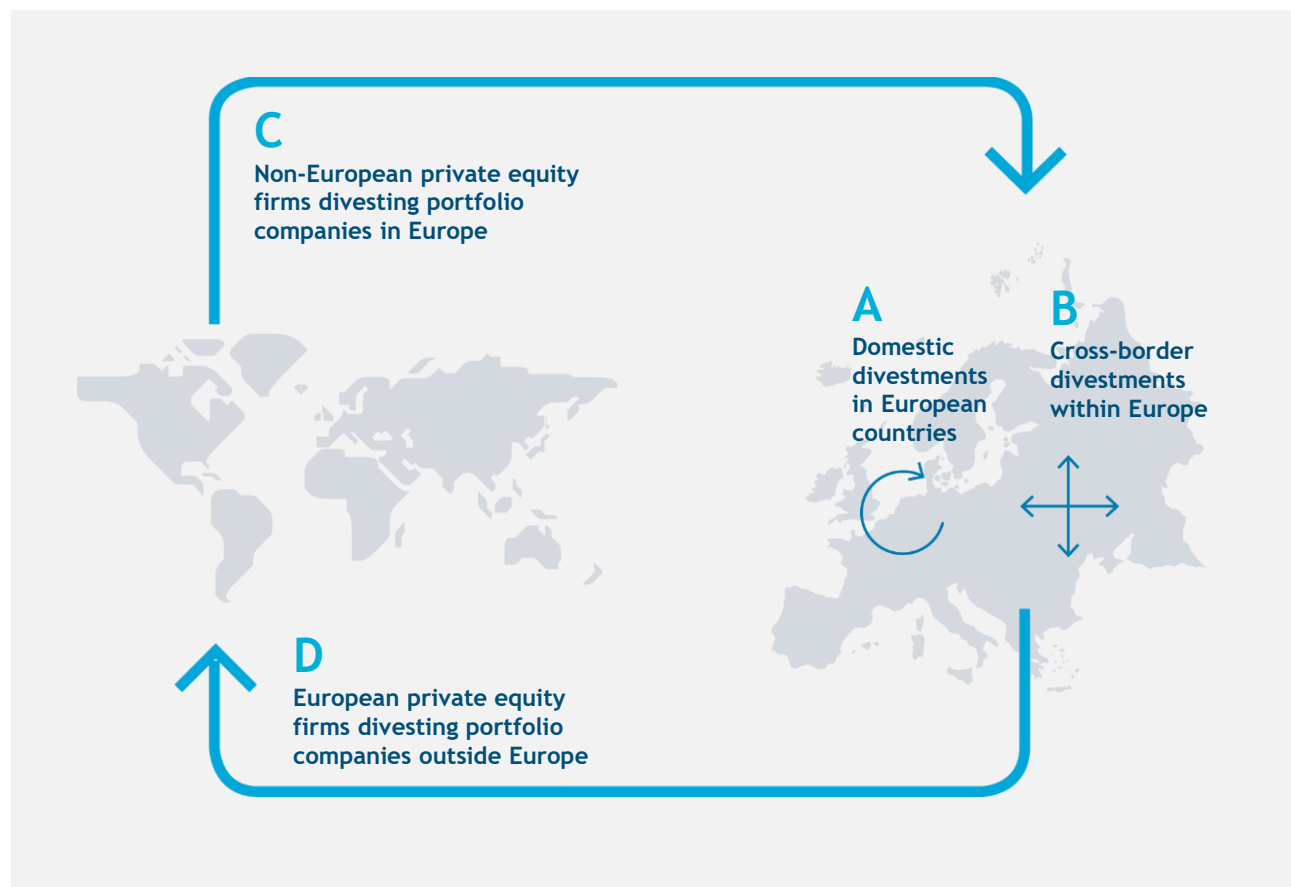 C
Non-European private equity
firms divesting portfolio
companies in Europe
A
Domestic
divestments
in European
countries
B
Cross-border
divestments
within Europe
D
European private equity
firms divesting portfolio
companies outside Europe